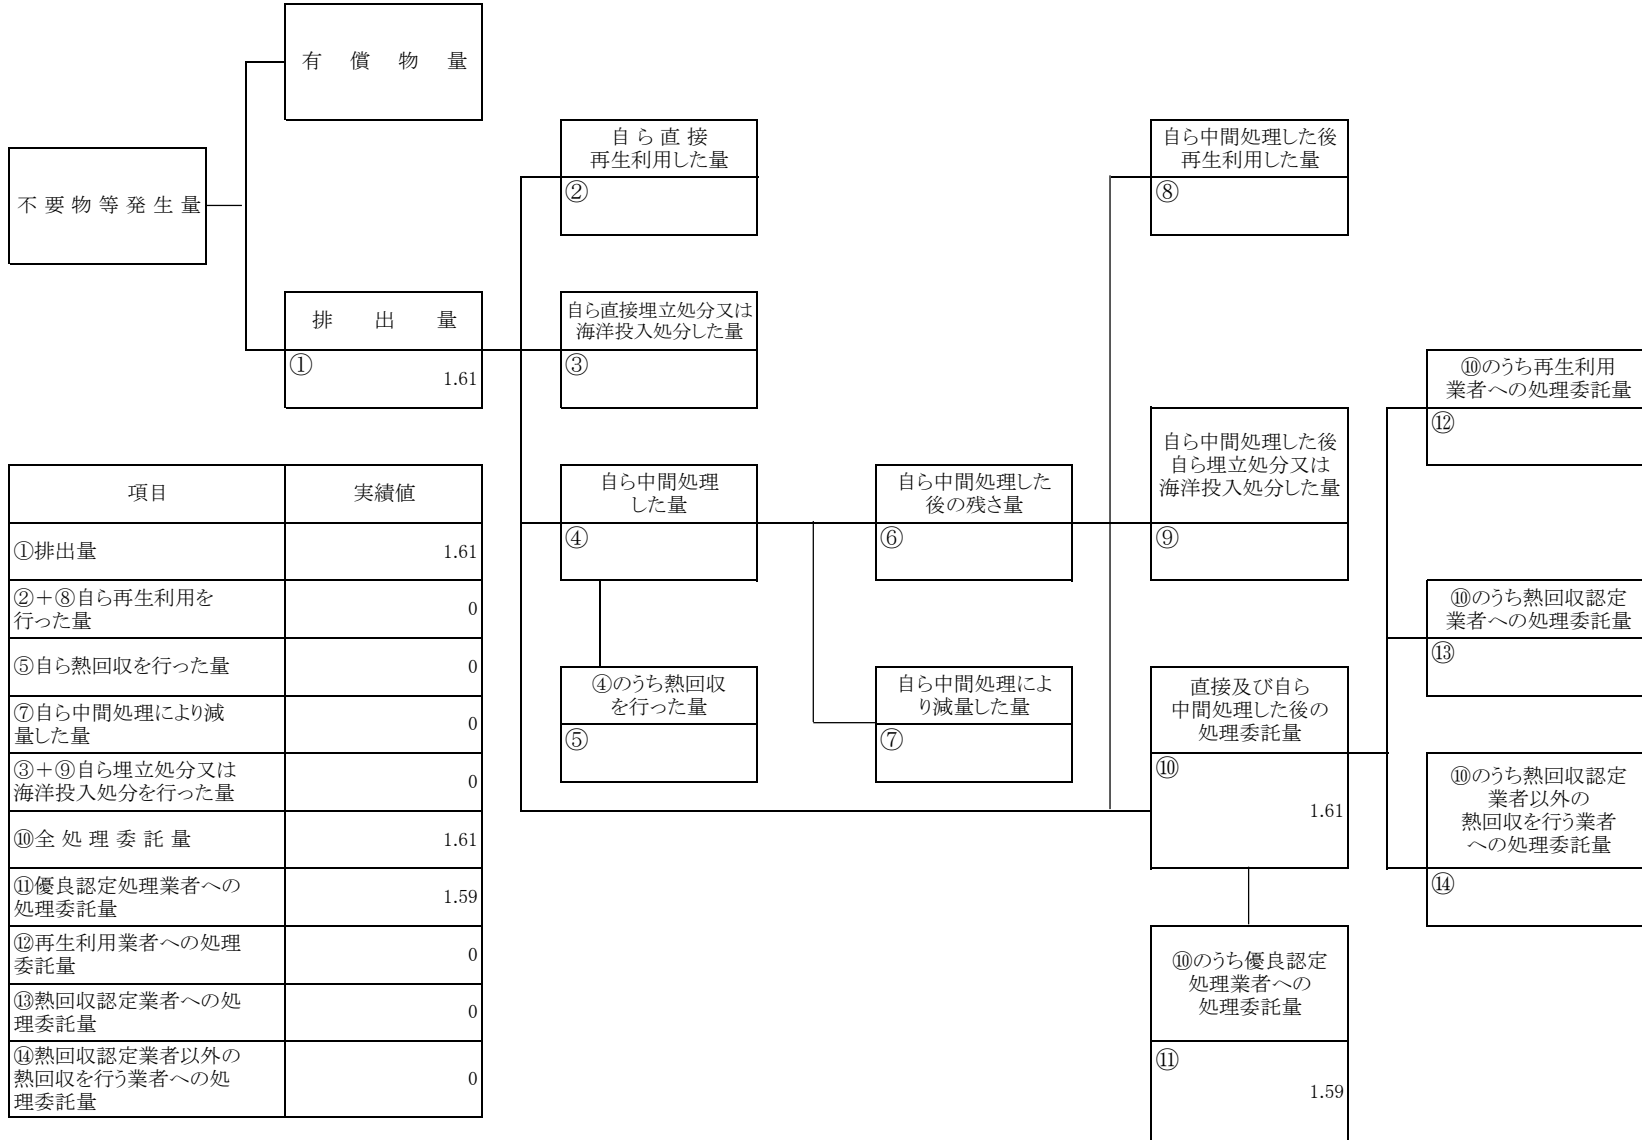 有 償 物 量
不 要 物 等 発 生 量
排 出 量
①
1.61
自 ら 直 接
再生利用した量
②
自ら直接埋立処分又は
海洋投入処分した量
③
自ら中間処理
した量
④
④のうち熱回収
を行った量
⑤
自ら中間処理した
後の残さ量
⑥
自ら中間処理によ
り減量した量
⑦
自ら中間処理した後
再生利用した量
⑧
自ら中間処理した後
自ら埋立処分又は
海洋投入処分した量
⑨
直接及び自ら
中間処理した後の
処理委託量
⑩
1.61
⑩のうち優良認定
処理業者への
処理委託量
⑪
1.59
⑩のうち再生利用
業者への処理委託量
⑫
⑩のうち熱回収認定
業者への処理委託量
⑬
⑩のうち熱回収認定
業者以外の
熱回収を行う業者
への処理委託量
⑭
項目 実績値
①排出量 1.61
②＋⑧自ら再生利用を
行った量 0
⑤自ら熱回収を行った量 0
⑦自ら中間処理により減
量した量 0
③＋⑨自ら埋立処分又は
海洋投入処分を行った量 0
⑩全 処 理 委 託 量 1.61
⑪優良認定処理業者への
処理委託量 1.59
⑫再生利用業者への処理
委託量 0
⑬熱回収認定業者への処
理委託量 0
⑭熱回収認定業者以外の
熱回収を行う業者への処
理委託量 0